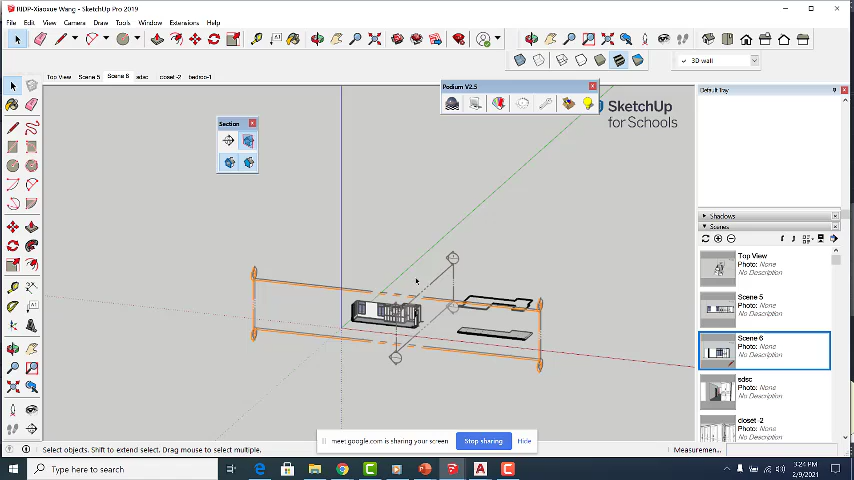 RIDP-Xiaoxue Wang - SketchUp Pro 2019
File Edit View Camera Draw Tools Window Extensions Help
3D wall
Top View Scene 5 Scene 6 sdsc closet -2 bedroo-1
Podium V2.5
Default Tray
SketchUp
for Schools
Section
Shadows
Scenes
Top View
Photo: None
No Description
Scene 5
Photo: None
No Description
Scene 6
Photo: None
No Description
sdsc
Photo: None
No Description
closet -2
Photo: None
No Description
meet.google.com is sharing your screen
Stop sharing
Hide
Select objects. Shift to extend select. Drag mouse to select multiple.
Measuremen...
Type here to search
3:24 PM
2/9/2021